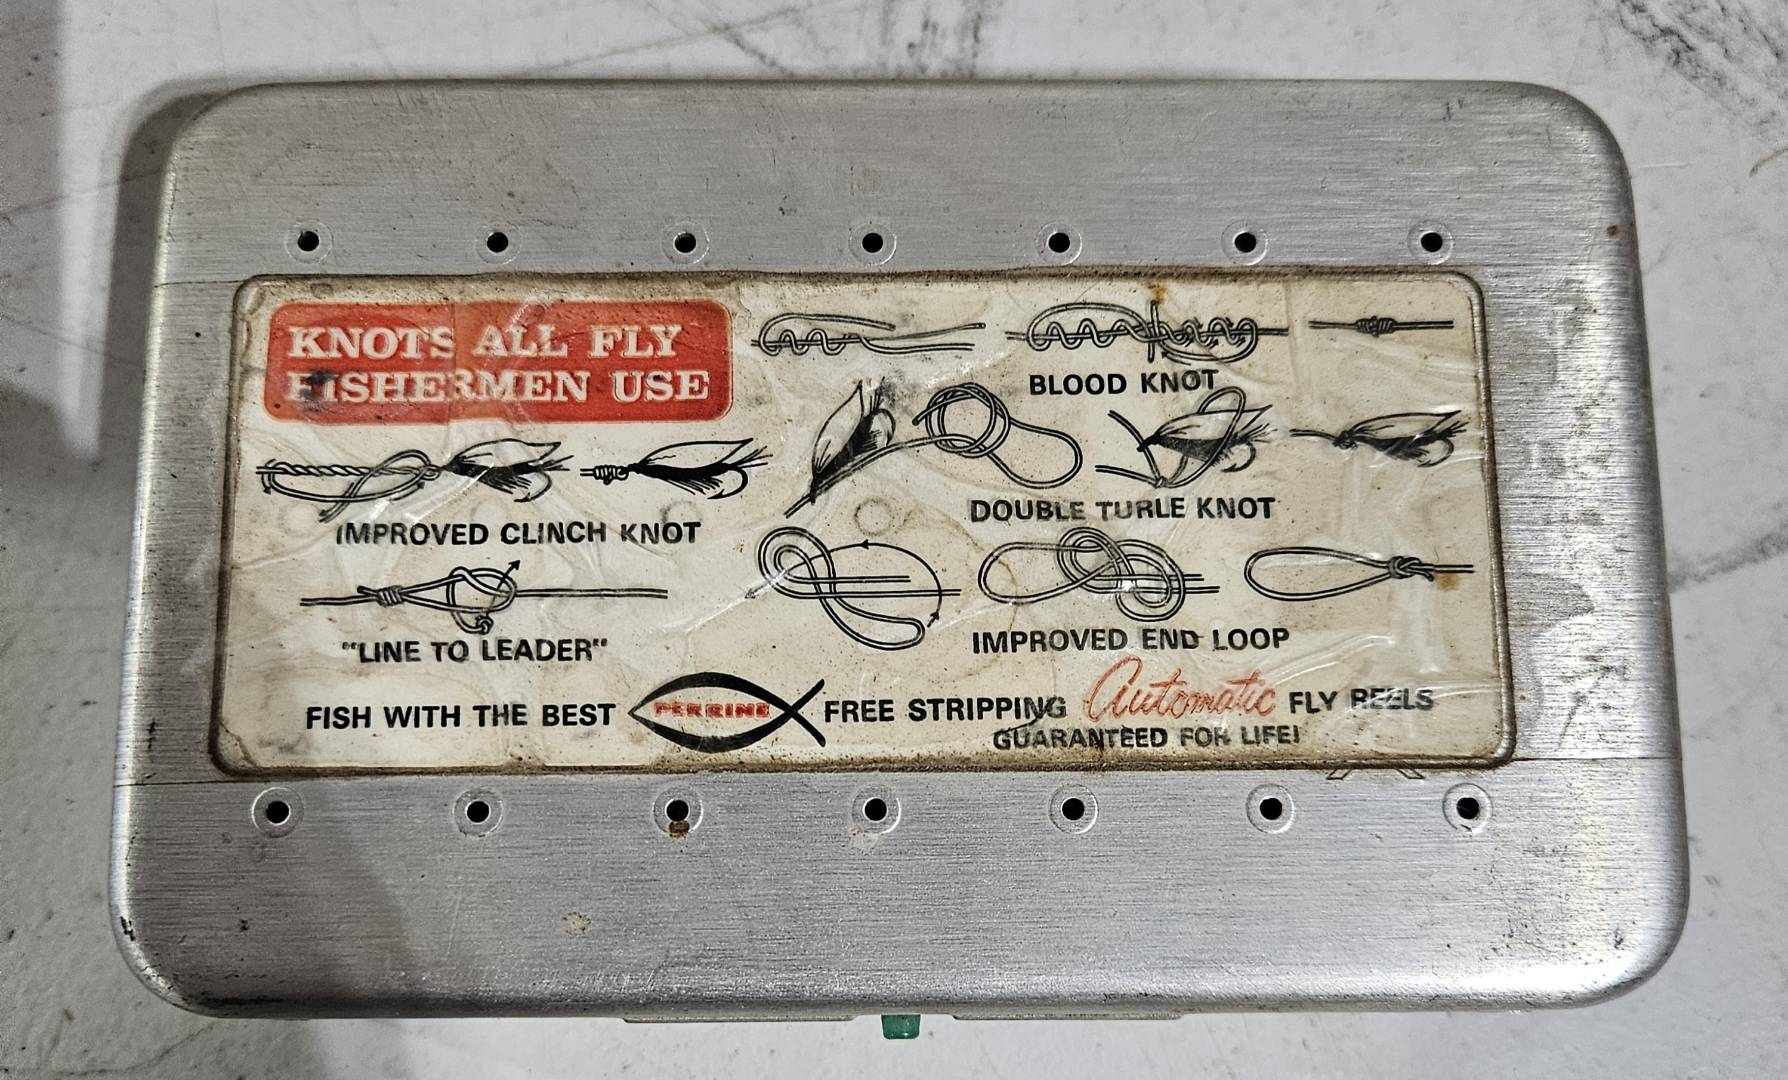 KNOTS ALL FLY
FISHERMEN USE
BLOOD KNOT
IMPROVED CLINCH KNOT
DOUBLE TURLE KNOT
"LINE TO LEADER"
IMPROVED END LOOP
FISH WITH THE BEST PERRINE FREE STRIPPING Automatic FLY REELS
GUARANTEED FOR LIFE!